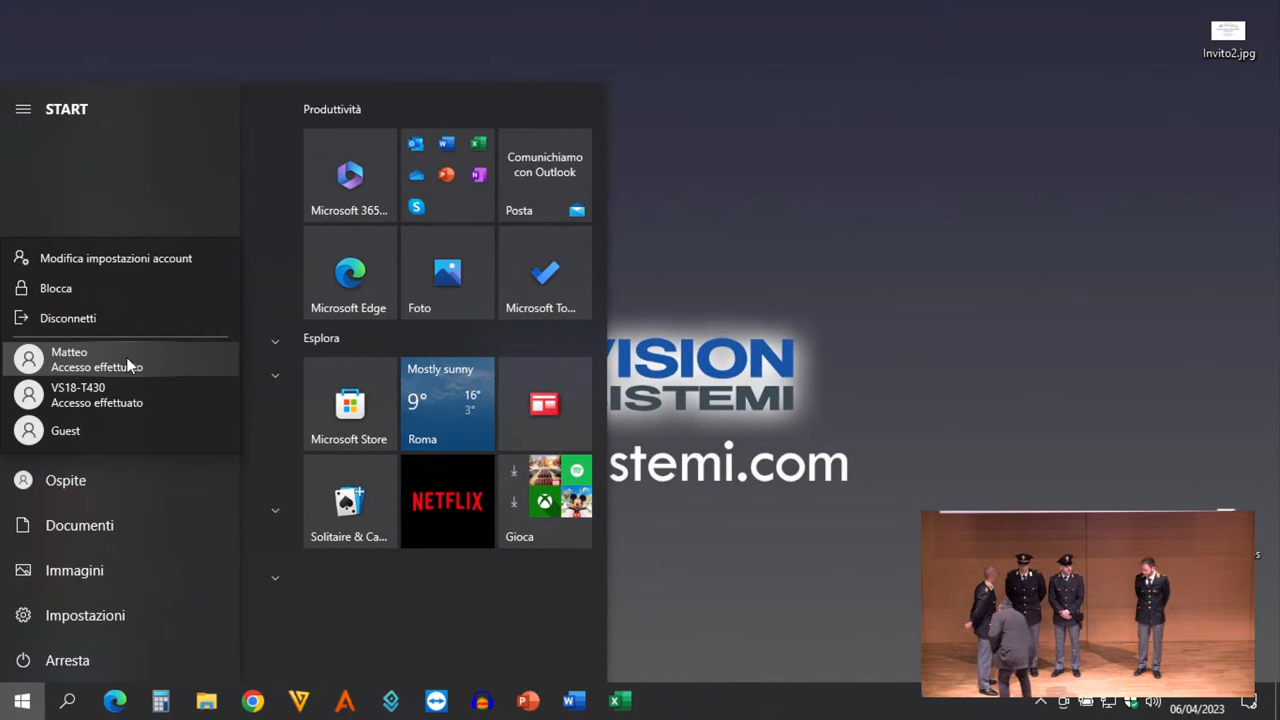 Invito2.jpg
START
Produttività
Comunichiamo
con Outlook
Microsoft 365...
Posta
Modifica impostazioni account
Blocca
Disconnetti
Microsoft Edge
Foto
Microsoft To...
Esplora
Matteo
Accesso effettuato
VS18-T430
Accesso effettuato
Guest
Mostly sunny
9°
16°
3°
Microsoft Store
Roma
VISION
SISTEMI
stemi.com
Ospite
Documenti
Immagini
Impostazioni
Arresta
NETFLIX
Solitaire & Ca...
Gioca
s
06/04/2023